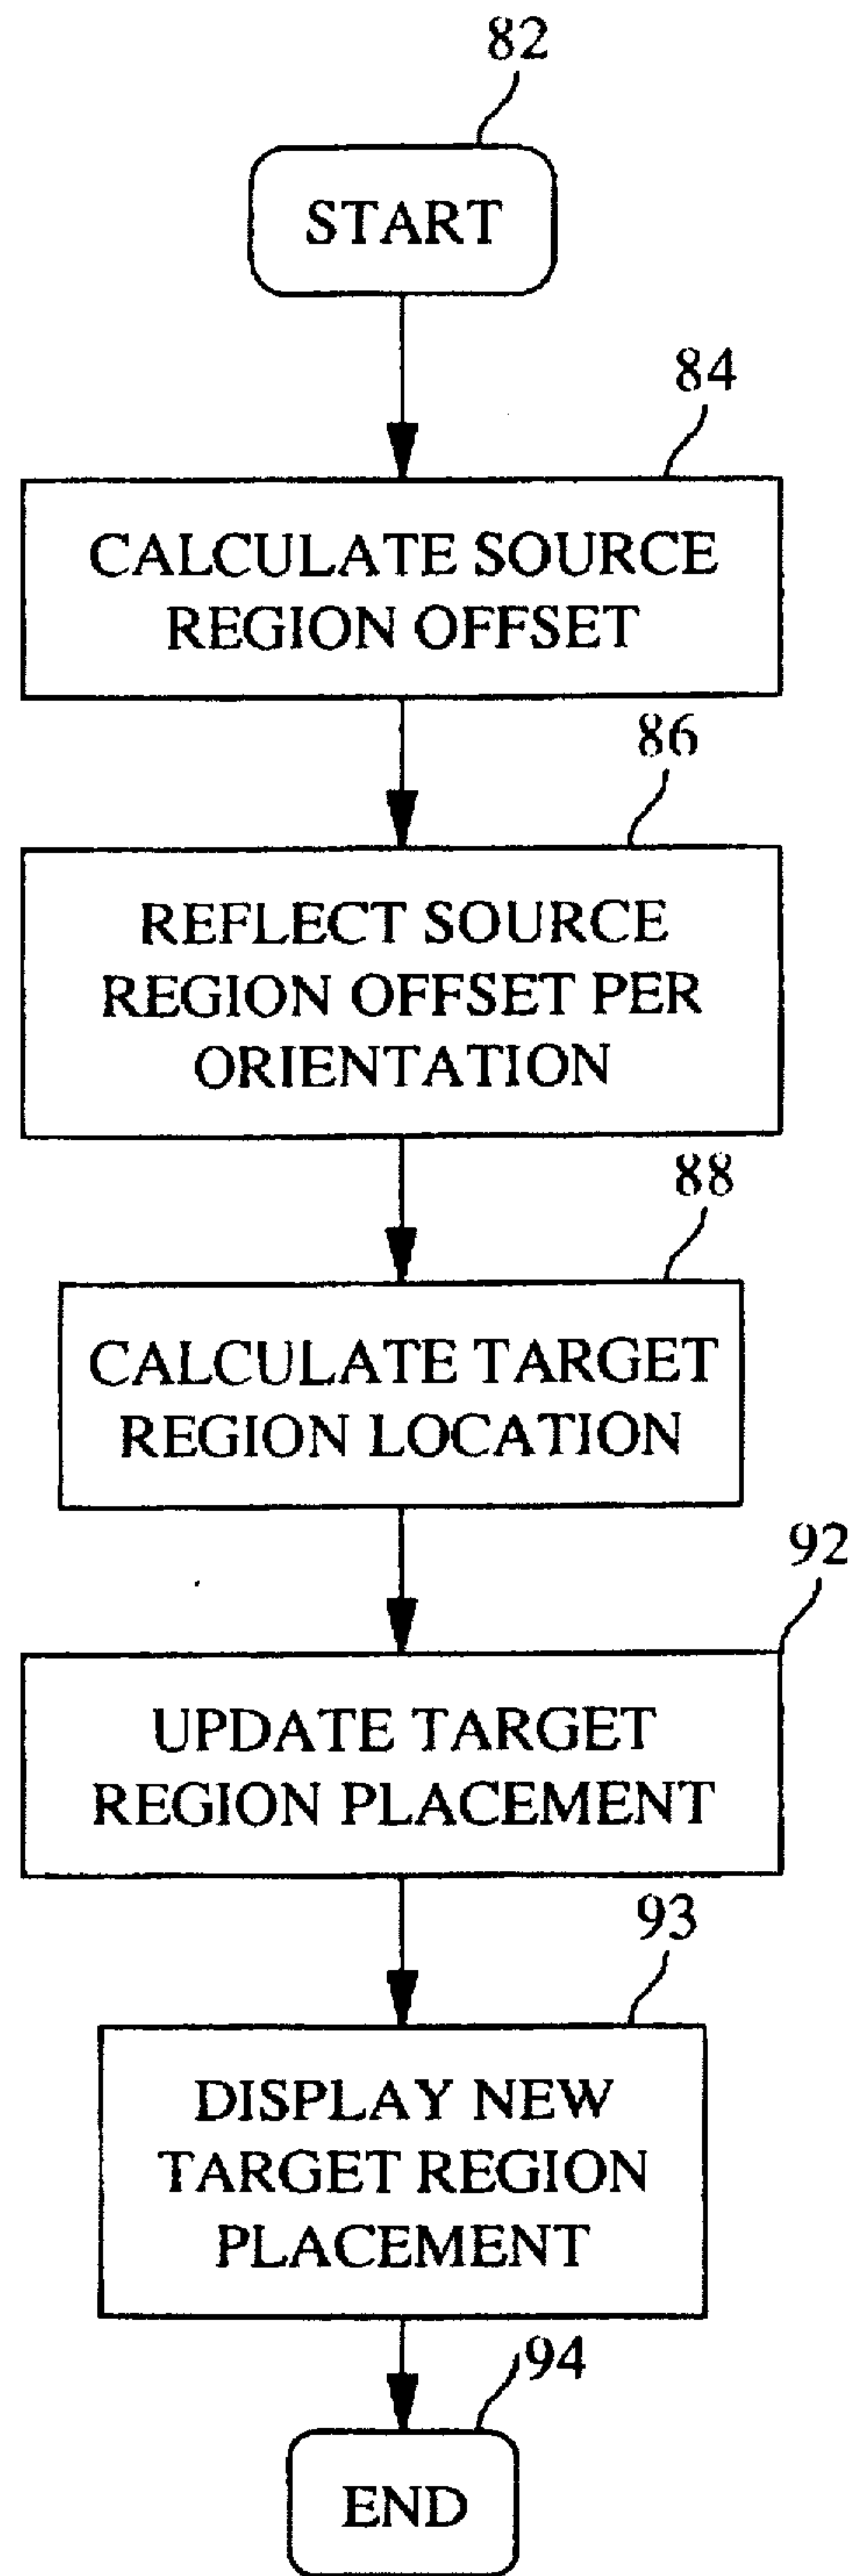 82
START
84
CALCULATE SOURCE
REGION OFFSET
86
REFLECT SOURCE
REGION OFFSET PER
ORIENTATION
88
CALCULATE TARGET
REGION LOCATION
92
UPDATE TARGET
REGION PLACEMENT
93
DISPLAY NEW
TARGET REGION
PLACEMENT
94
END